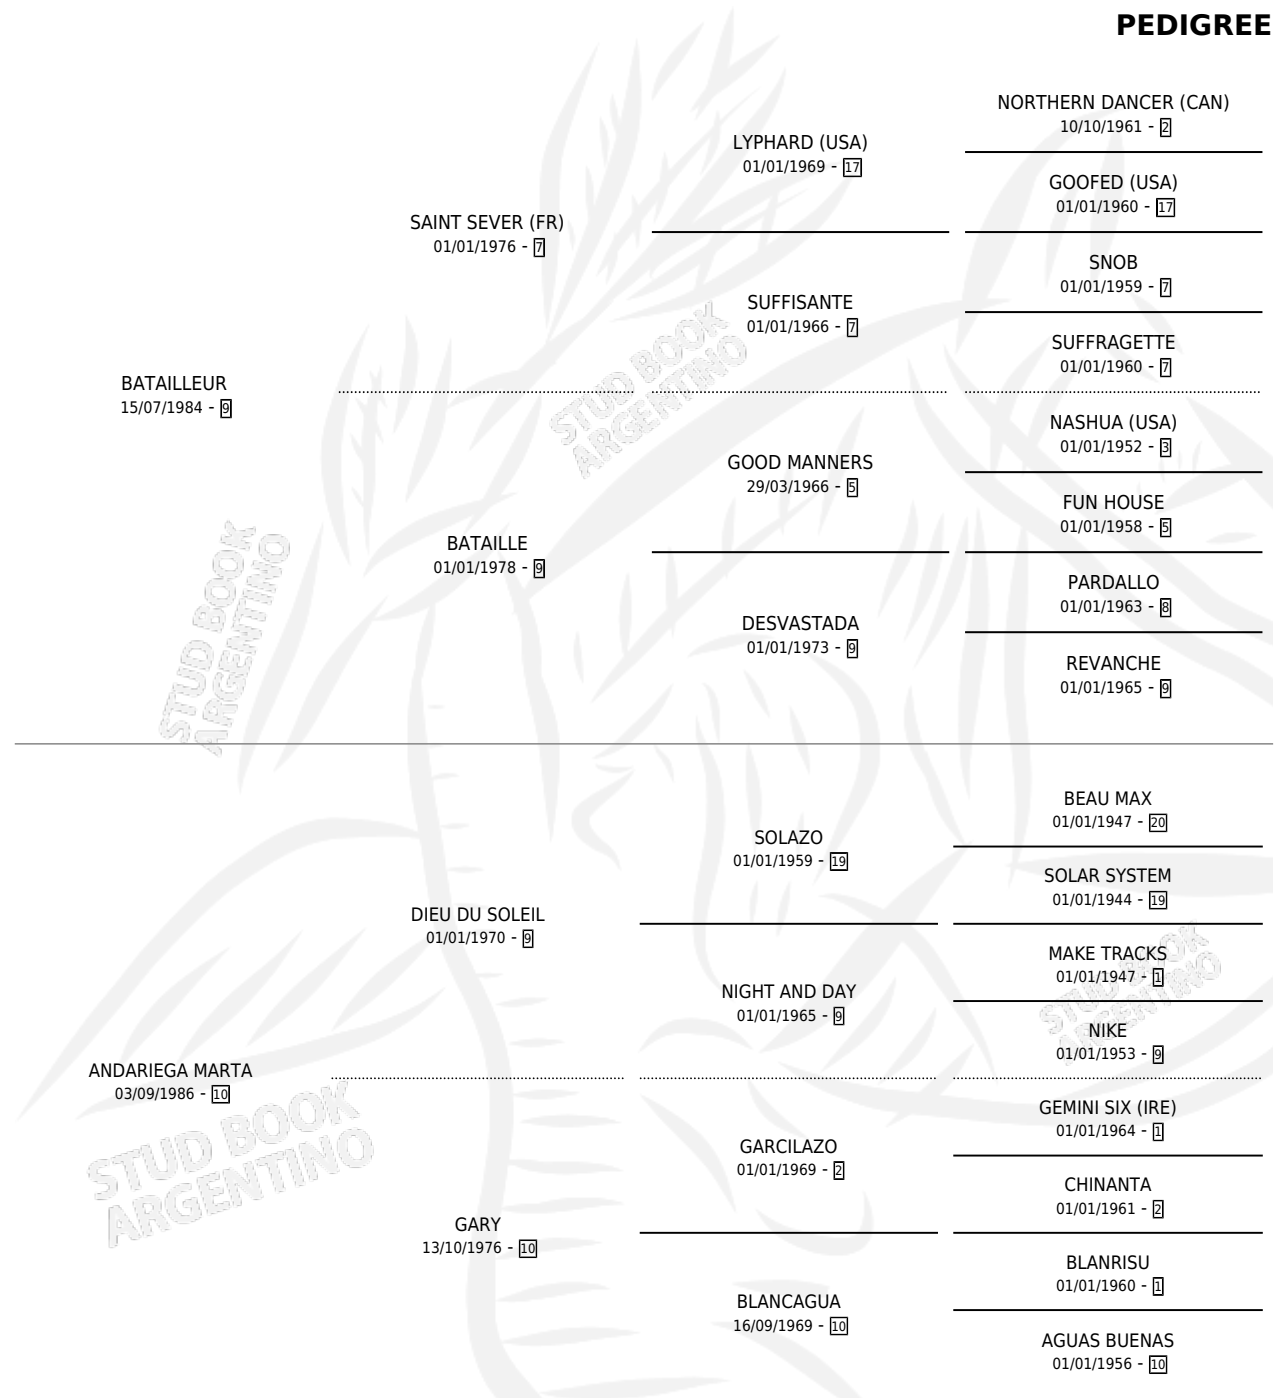 PEDIGREE
NORTHERN DANCER (CAN)
10/10/1961 - 2
LYPHARD (USA)
01/01/1969 - 17
GOOFED (USA)
01/01/1960 - 17
SAINT SEVER (FR)
01/01/1976 - 7
SNOB
01/01/1959 - 7
SUFFISANTE
01/01/1966 - 7
SUFFRAGETTE
01/01/1960 - 7
BATAILLEUR
15/07/1984 - 9
NASHUA (USA)
01/01/1952 - 3
GOOD MANNERS
29/03/1966 - 5
FUN HOUSE
01/01/1958 - 5
BATAILLE
01/01/1978 - 9
PARDALLO
01/01/1963 - 8
DESVASTADA
01/01/1973 - 9
REVANCHE
01/01/1965 - 9
BEAU MAX
01/01/1947 - 20
SOLAZO
01/01/1959 - 19
SOLAR SYSTEM
01/01/1944 - 19
DIEU DU SOLEIL
01/01/1970 - 9
MAKE TRACKS
01/01/1947 - 1
NIGHT AND DAY
01/01/1965 - 9
NIKE
01/01/1953 - 9
ANDARIEGA MARTA
03/09/1986 - 10
GEMINI SIX (IRE)
01/01/1964 - 1
GARCILAZO
01/01/1969 - 2
CHINANTA
01/01/1961 - 2
GARY
13/10/1976 - 10
BLANRISU
01/01/1960 - 1
BLANCAGUA
16/09/1969 - 10
AGUAS BUENAS
01/01/1956 - 10
STUD BOOK
ARGENTINO
STUD BOOK
ARGENTINO
STUD BOOK
ARGENTINO
STUD BOOK
ARGENTINO